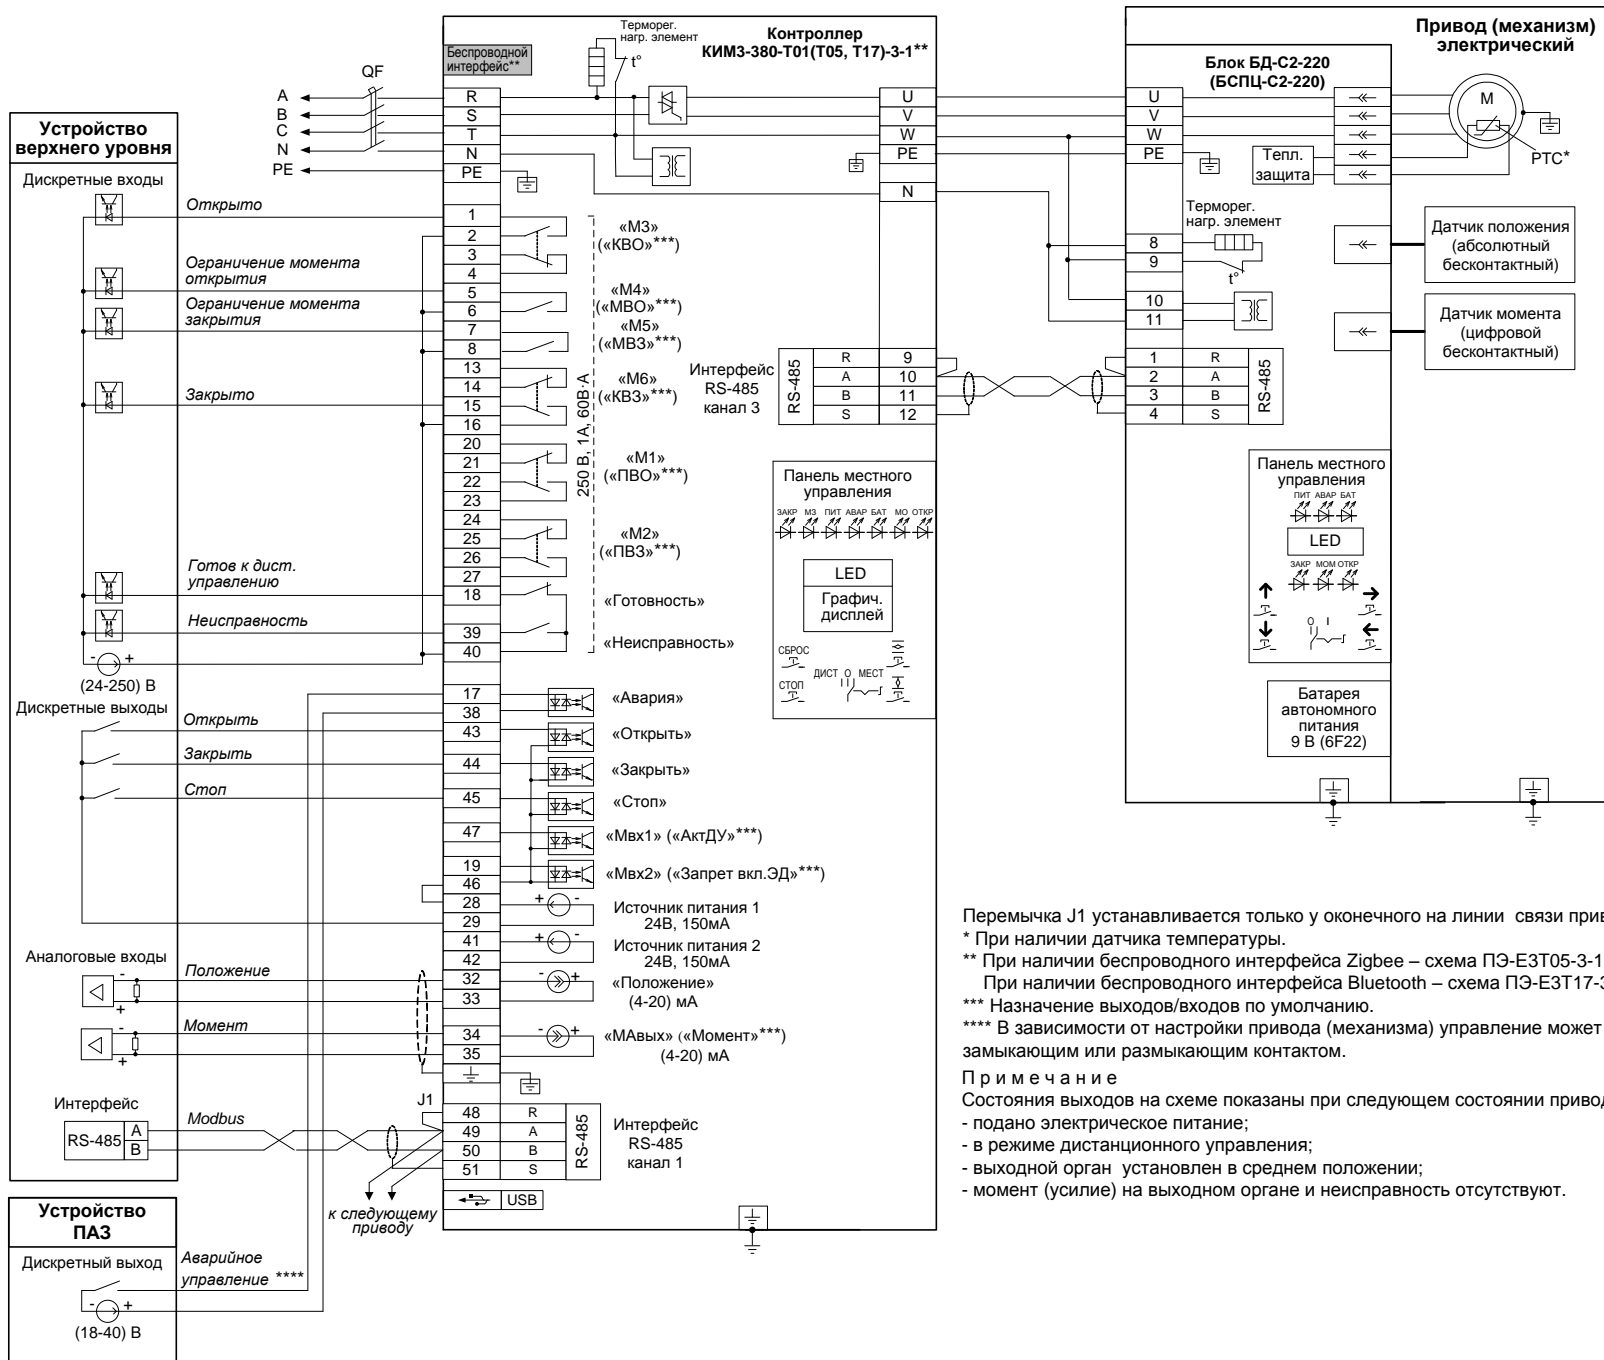 Устройство
верхнего уровня
Дискретные входы
Открыто
Ограничение момента
открытия
Ограничение момента
закрытия
Закрыто
Готов к дист.
управлению
Неисправность
- +
(24-250) В
Дискретные выходы
Открыть
Закрыть
Стоп
Аналоговые входы
Положение
- +
Момент
- +
Интерфейс
RS-485
A
B
Modbus
Устройство
ПАЗ
Дискретный выход
Аварийное
управление ****
- +
(18-40) В
QF
A
B
C
N
PE
Беспроводной
интерфейс**
Терморег.
нагр. элемент
t°
Контроллер
КИМ3-380-Т01(Т05, Т17)-3-1**
R
S
T
N
PE
U
V
W
PE
N
1
2
3
4
5
6
7
8
13
14
15
16
20
21
22
23
24
25
26
27
18
39
40
17
38
43
44
45
47
19
46
28
29
41
42
32
33
34
35
«М3»
(«КВО»***)
«М4»
(«МВО»***)
«М5»
(«МВЗ»***)
«М6»
(«КВЗ»***)
«М1»
(«ПВО»***)
«М2»
(«ПВЗ»***)
250 В, 1А, 60В·А
«Готовность»
«Неисправность»
«Авария»
«Открыть»
«Закрыть»
«Стоп»
«Мвх1» («АктДУ»***)
«Мвх2» («Запрет вкл.ЭД»***)
+ -
Источник питания 1
24В, 150мА
+ -
Источник питания 2
24В, 150мА
- +
«Положение»
(4-20) мА
- +
«МАвых» («Момент»***)
(4-20) мА
J1
48 R
49 A
50 B
51 S
RS-485
Интерфейс
RS-485
канал 1
USB
к следующему
приводу
Интерфейс
RS-485
канал 3
RS-485
R 9
A 10
B 11
S 12
Панель местного
управления
ЗАКР МЗ ПИТ АВАР БАТ МО ОТКР
LED
Графич.
дисплей
СБРОС
СТОП
ДИСТ О МЕСТ
Привод (механизм)
электрический
Блок БД-С2-220
(БСПЦ-С2-220)
U
V
W
PE
Тепл.
защита
M
PTC*
Терморег.
нагр. элемент
t°
8
9
10
11
1 R
2 A
3 B
4 S
RS-485
Датчик положения
(абсолютный
бесконтактный)
Датчик момента
(цифровой
бесконтактный)
Панель местного
управления
ПИТ АВАР БАТ
LED
ЗАКР МОМ ОТКР
О I
Батарея
автономного
питания
9 В (6F22)
Перемычка J1 устанавливается только у оконечного на линии связи прив
* При наличии датчика температуры.
** При наличии беспроводного интерфейса Zigbee – схема ПЭ-Е3Т05-3-1
При наличии беспроводного интерфейса Bluetooth – схема ПЭ-Е3Т17-3
*** Назначение выходов/входов по умолчанию.
**** В зависимости от настройки привода (механизма) управление может
замыкающим или размыкающим контактом.
П р и м е ч а н и е
Состояния выходов на схеме показаны при следующем состоянии привод
- подано электрическое питание;
- в режиме дистанционного управления;
- выходной орган установлен в среднем положении;
- момент (усилие) на выходном органе и неисправность отсутствуют.